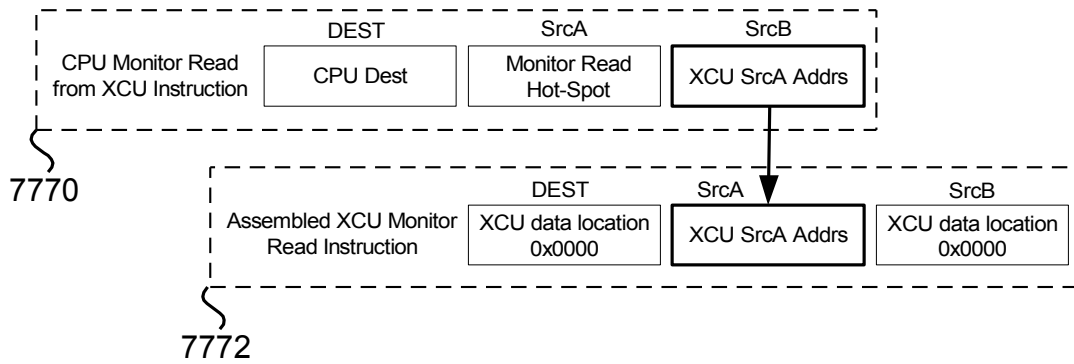 DEST SrcA SrcB
CPU Monitor Read
from XCU Instruction
CPU Dest
Monitor Read
Hot-Spot
XCU SrcA Addrs
7770
DEST SrcA SrcB
Assembled XCU Monitor
Read Instruction
XCU data location
0x0000
XCU SrcA Addrs
XCU data location
0x0000
7772